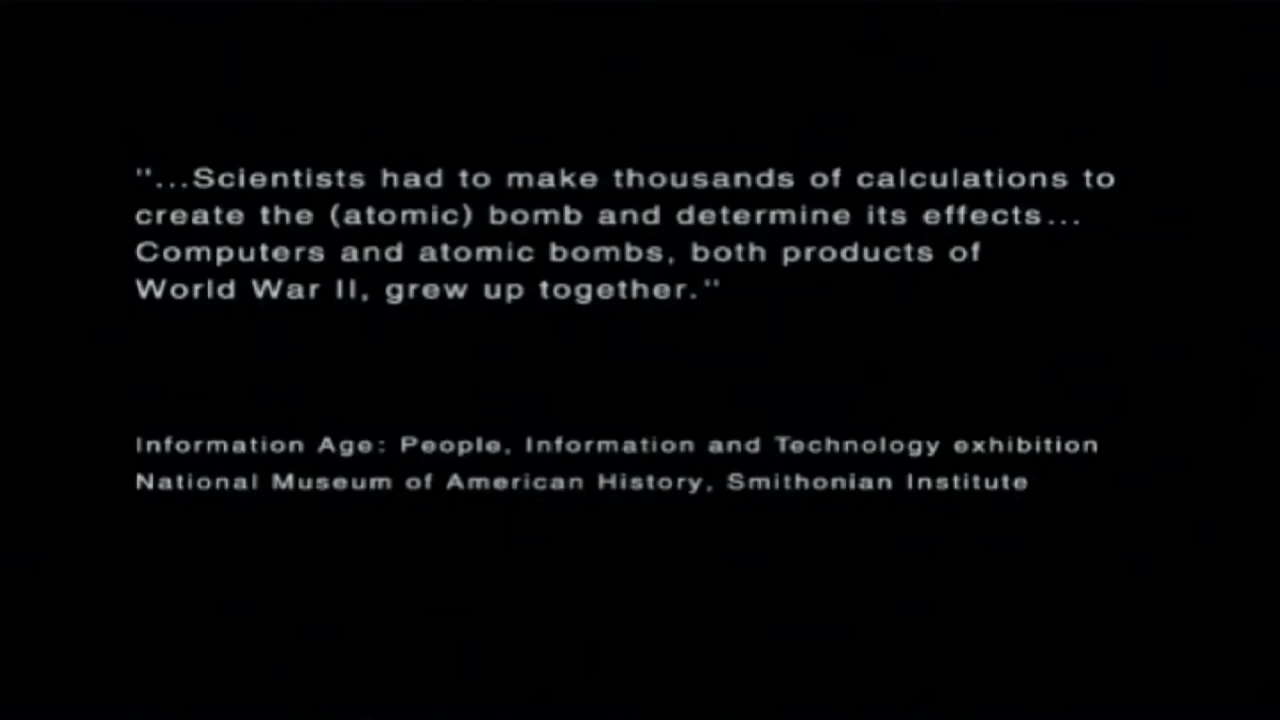 "...Scientists had to make thousands of calculations to
create the (atomic) bomb and determine its effects...
Computers and atomic bombs, both products of
World War II, grew up together."
Information Age: People, Information and Technology exhibition
National Museum of American History, Smithonian Institute